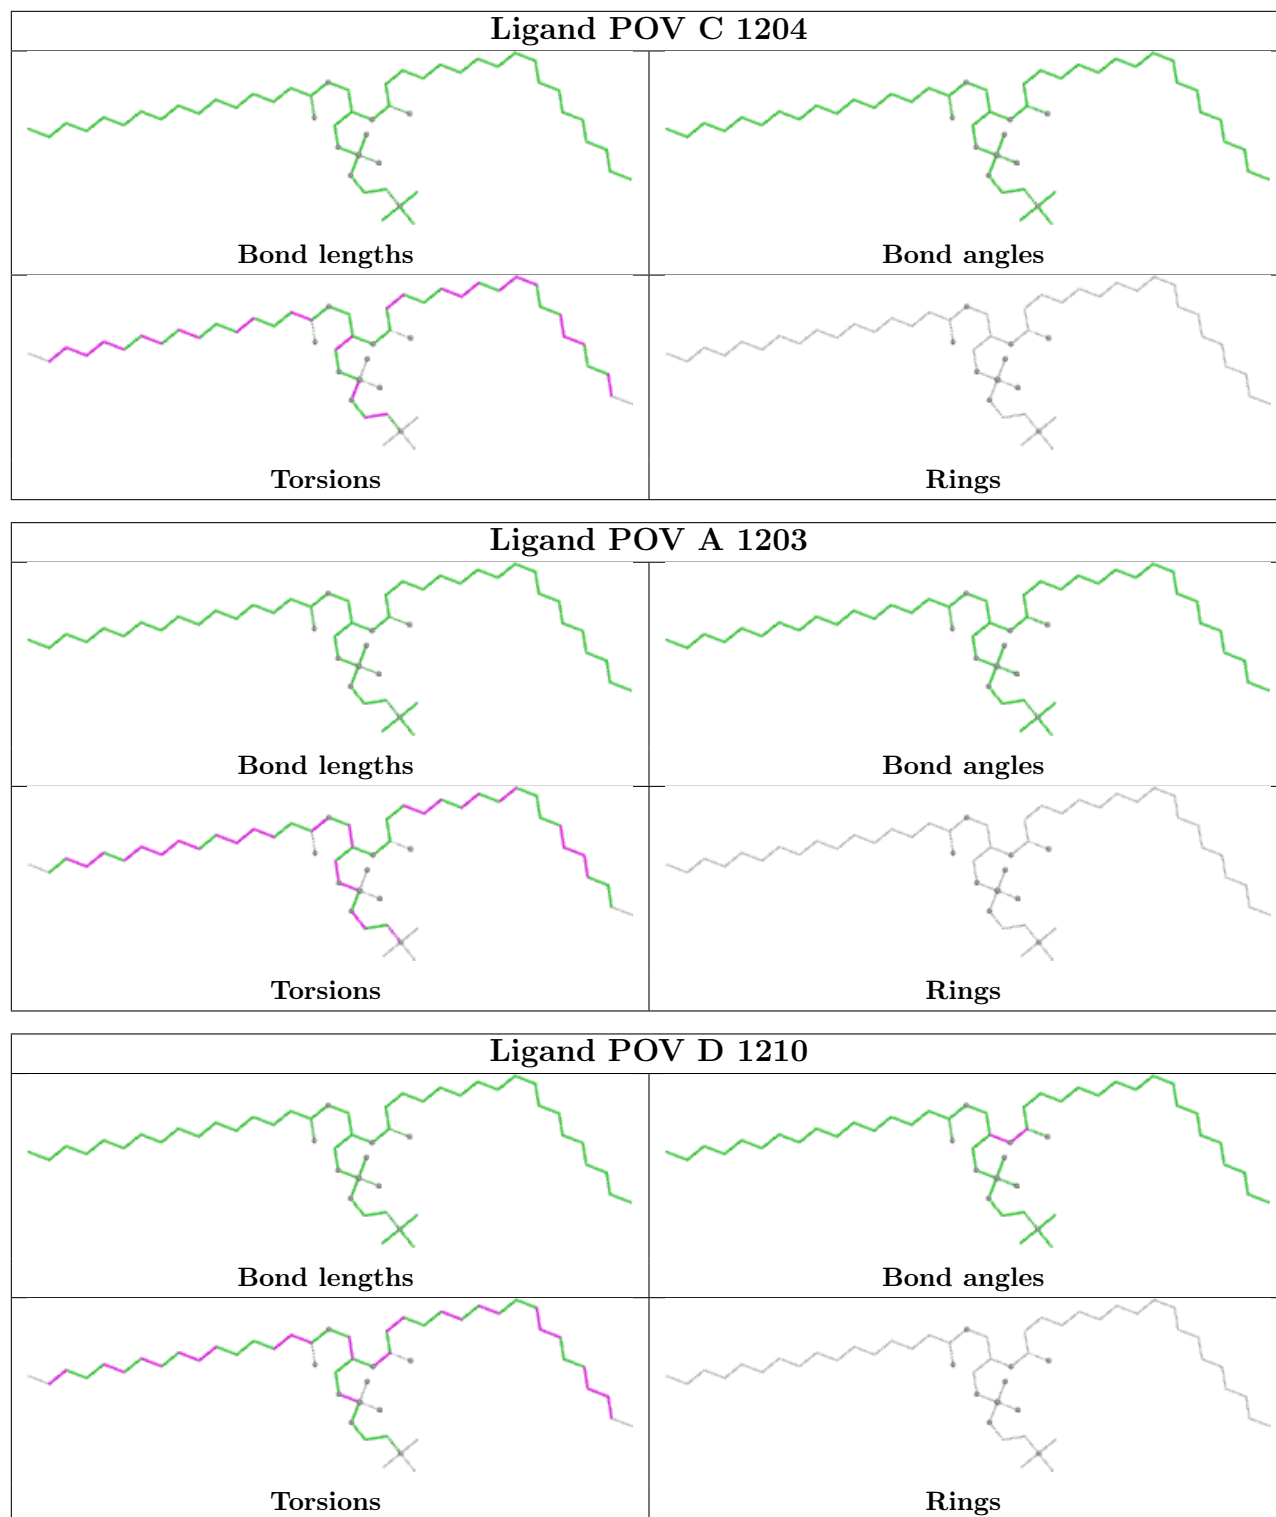 Ligand POV C 1204
Bond lengths
Bond angles
Torsions
Rings
Ligand POV A 1203
Bond lengths
Bond angles
Torsions
Rings
Ligand POV D 1210
Bond lengths
Bond angles
Torsions
Rings